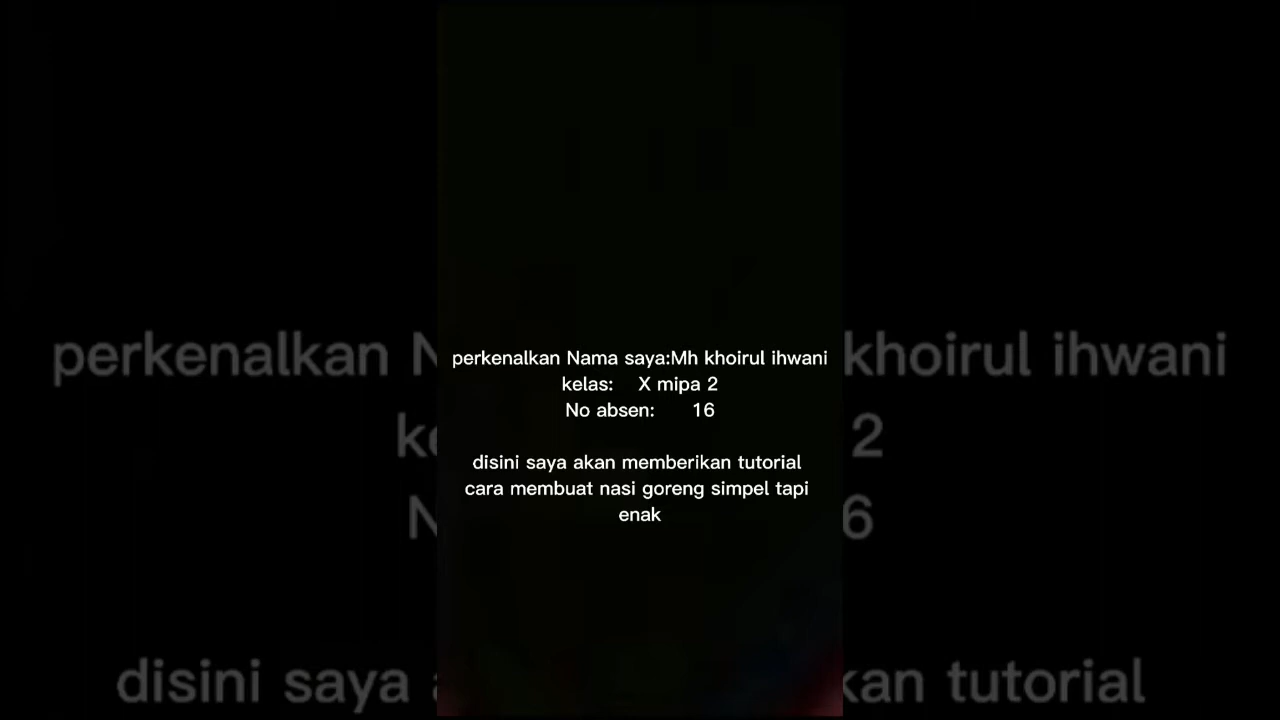 perkenalkan Nama saya:Mh khoirul ihwani
kelas: X mipa 2
No absen: 16
disini saya akan memberikan tutorial
cara membuat nasi goreng simpel tapi
enak